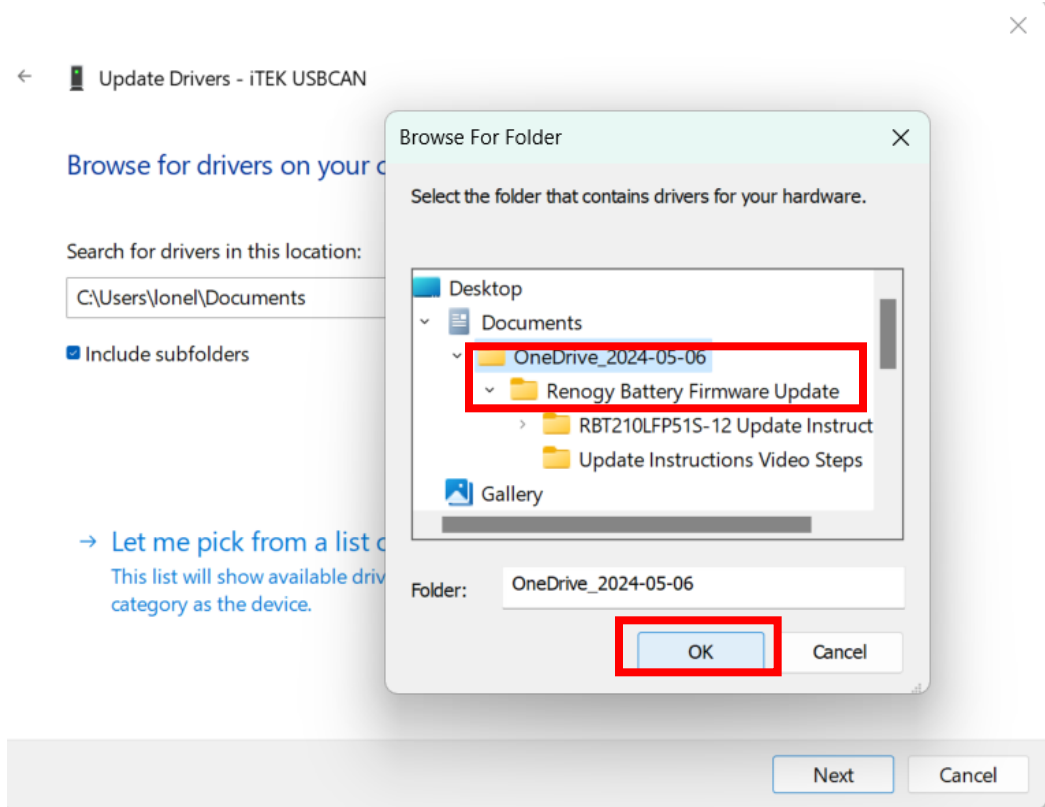 Update Drivers - iTEK USBCAN
Browse for drivers on your c
Search for drivers in this location:
C:\Users\lonel\Documents
Include subfolders
Let me pick from a list o
This list will show available driv
category as the device.
Browse For Folder
Select the folder that contains drivers for your hardware.
Desktop
Documents
OneDrive_2024-05-06
Renogy Battery Firmware Update
RBT210LFP51S-12 Update Instruct
Update Instructions Video Steps
Gallery
Folder:
OneDrive_2024-05-06
OK
Cancel
Next
Cancel